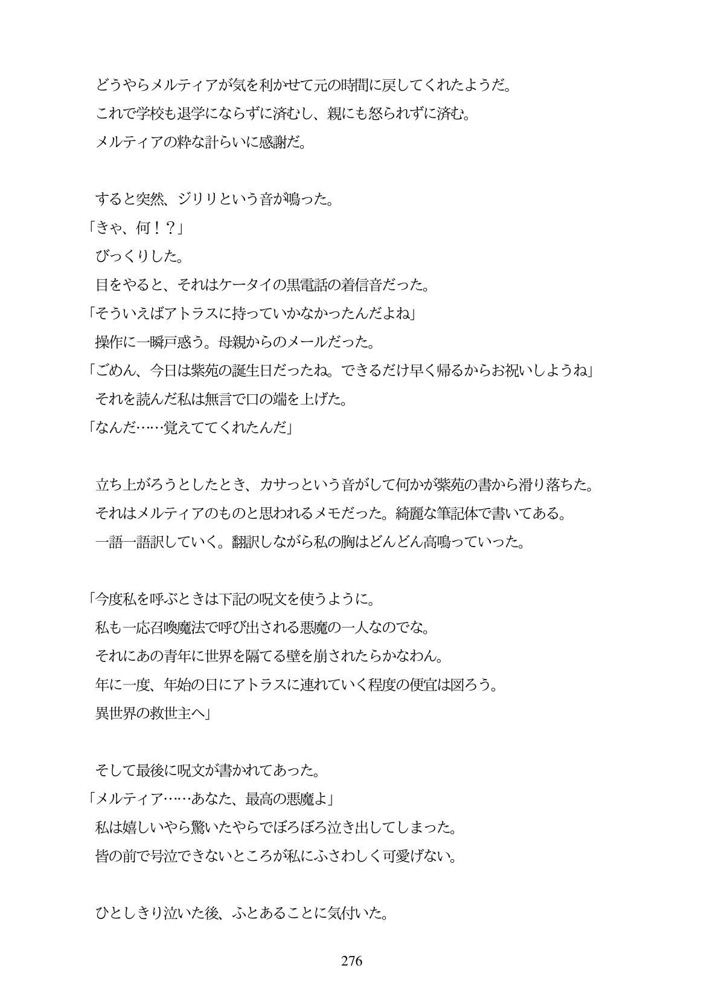 どうやらメルティアが気を利かせて元の時間に戻してくれたようだ。
これで学校も退学にならずに済むし、親にも怒られずに済む。
メルティアの粋な計らいに感謝だ。
すると突然、ジリリという音が鳴った。
「きゃ、何！？」
びっくりした。
目をやると、それはケータイの黒電話の着信音だった。
「そういえばアトラスに持っていかなかったんだよね」
操作に一瞬戸惑う。母親からのメールだった。
「ごめん、今日は紫苑の誕生日だったね。できるだけ早く帰るからお祝いしようね」
それを読んだ私は無言で口の端を上げた。
「なんだ……覚えててくれたんだ」
立ち上がろうとしたとき、カサっという音がして何かが紫苑の書から滑り落ちた。
それはメルティアのものと思われるメモだった。綺麗な筆記体で書いてある。
一語一語訳していく。翻訳しながら私の胸はどんどん高鳴っていった。
「今度私を呼ぶときは下記の呪文を使うように。
私も一応召喚魔法で呼び出される悪魔の一人なのでな。
それにあの青年に世界を隔てる壁を崩されたらかなわん。
年に一度、年始の日にアトラスに連れていく程度の便宜は図ろう。
異世界の救世主へ」
そして最後に呪文が書かれてあった。
「メルティア……あなた、最高の悪魔よ」
私は嬉しいやら驚いたやらでぼろぼろ泣き出してしまった。
皆の前で号泣できないところが私にふさわしく可愛げない。
ひとしきり泣いた後、ふとあることに気付いた。
276